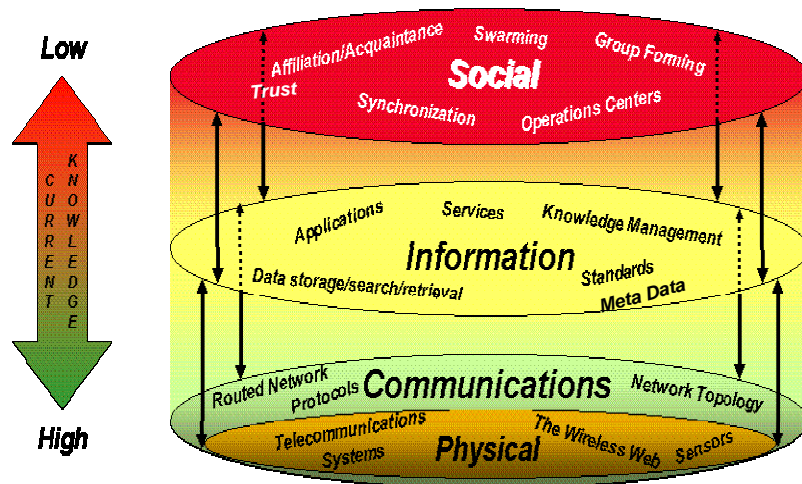 Low
CURRENT
KNOWLEDGE
High
Affiliation/Acquaintance
Swarming
Group Forming
Trust
Social
Synchronization
Operations Centers
Applications
Services
Knowledge Management
Information
Data storage/search/retrieval
Standards
Meta Data
Routed Network
Protocols
Communications
Network Topology
Telecommunications
Systems
Physical
The Wireless Web
Sensors